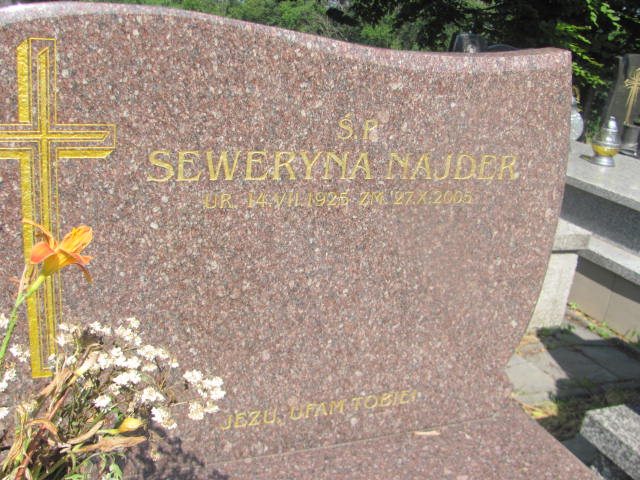 Ś.P.
SEWERYNA NAJDER
UR. 14.VII.1925 ZM. 27.X.2005
JEZU, UFAM TOBIE!